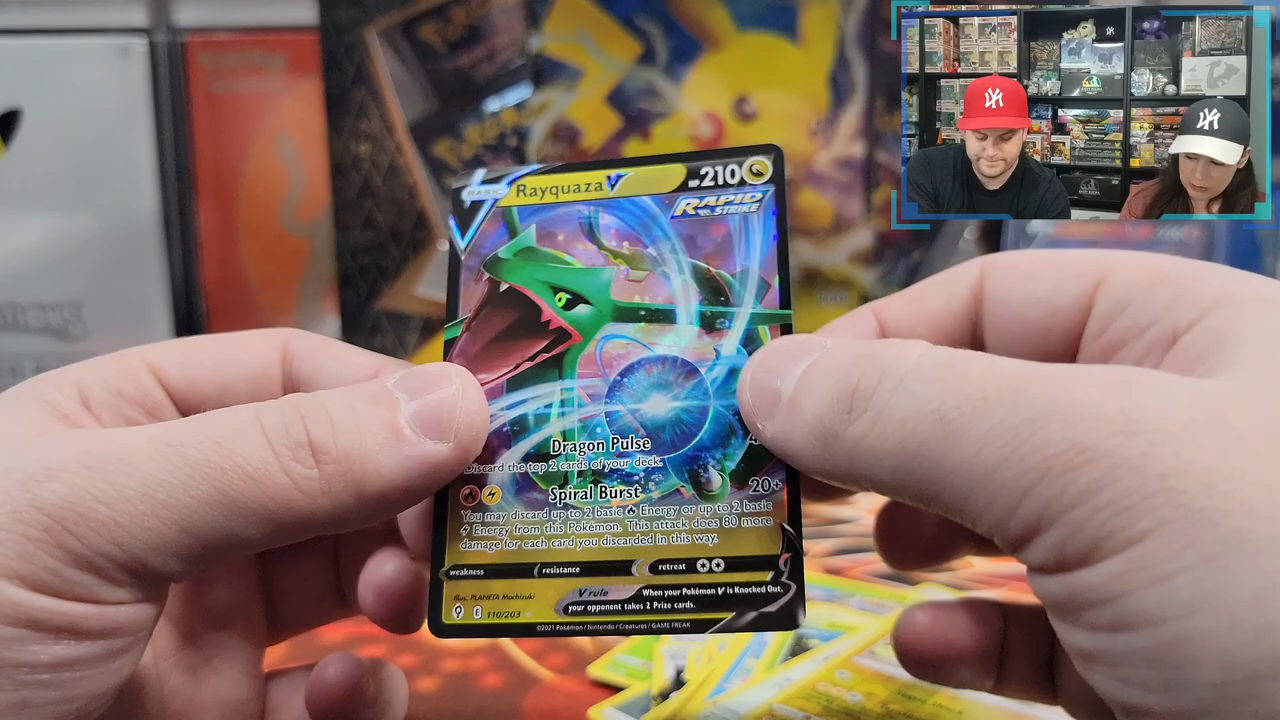 BASIC
Rayquaza V
HP 210
RAPID
STRIKE
Dragon Pulse
Discard the top 2 cards of your deck.
Spiral Burst 20+
You may discard up to 2 basic Energy or up to 2 basic
Energy from this Pokémon. This attack does 80 more
damage for each card you discarded in this way.
weakness resistance retreat
V rule When your Pokémon V is Knocked Out,
your opponent takes 2 Prize cards.
Illus. PLANETA Mochizuki
E 110/203
©2021 Pokémon / Nintendo / Creatures / GAME FREAK